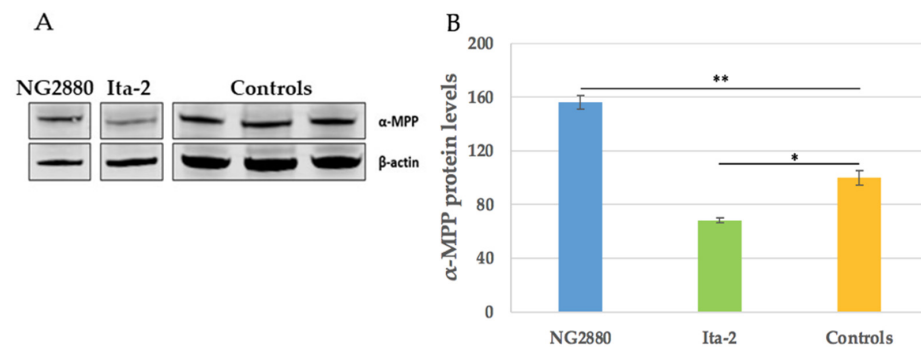 A
NG2880 Ita-2 Controls
α-MPP
β-actin
B
α-MPP protein levels
200
160
120
80
40
0
**
*
NG2880 Ita-2 Controls